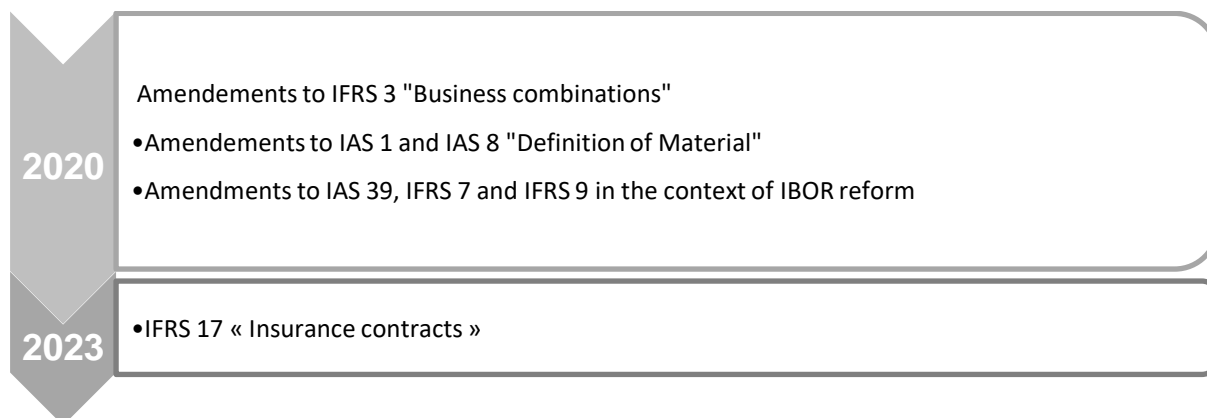 Amendements to IFRS 3 "Business combinations"
•Amendements to IAS 1 and IAS 8 "Definition of Material"
2020
•Amendments to IAS 39, IFRS 7 and IFRS 9 in the context of IBOR reform
•IFRS 17 « Insurance contracts »
2023